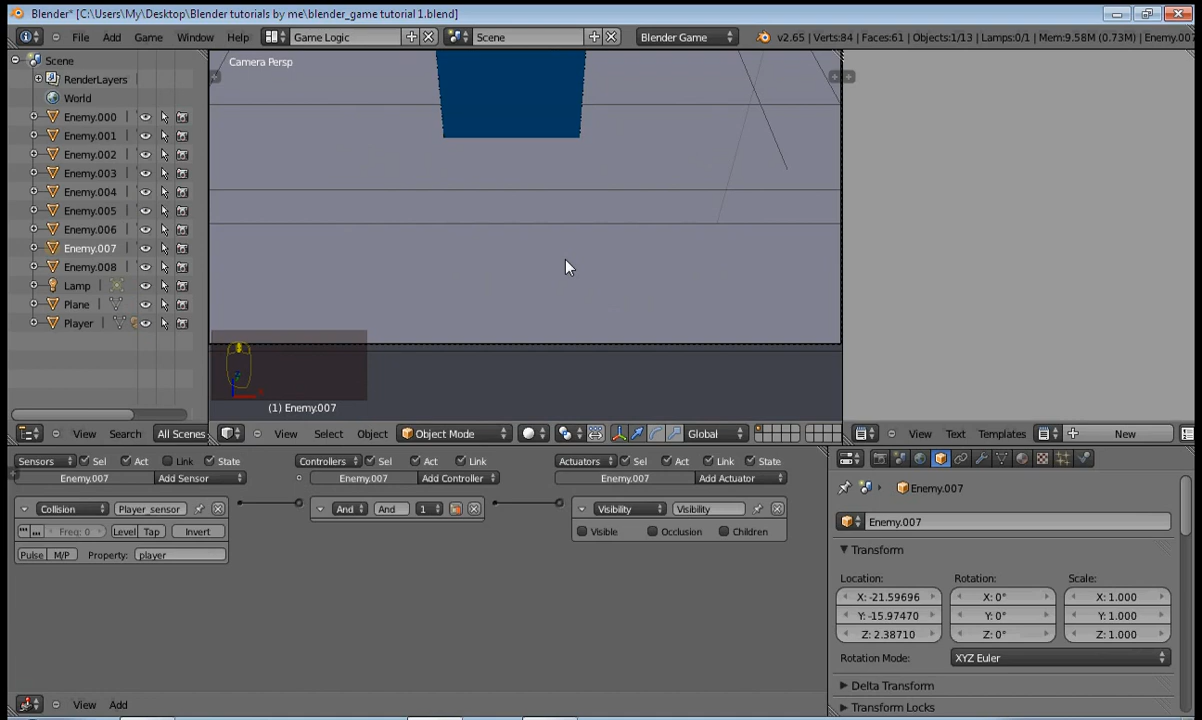 Blender* [C:\Users\My\Desktop\Blender tutorials by me\blender_game tutorial 1.blend]
File Add Game Window Help Game Logic Scene Blender Game v2.65 | Verts:84 | Faces:61 | Objects:1/13 | Lamps:0/1 | Mem:9.58M (0.73M) | Enemy.007
Scene
RenderLayers
World
Enemy.000
Enemy.001
Enemy.002
Enemy.003
Enemy.004
Enemy.005
Enemy.006
Enemy.007
Enemy.008
Lamp
Plane
Player
Camera Persp
(1) Enemy.007
View Search All Scenes View Select Object Object Mode Global View Text Templates New
Sensors Sel Act Link State Controllers Sel Act Link Actuators Sel Act Link State
Enemy.007 Add Sensor Enemy.007 Add Controller Enemy.007 Add Actuator
Collision Player_sensor And And 1 Visibility Visibility
Freq: 0 Level Tap Invert Visible Occlusion Children
Pulse M/P Property: player
View Add
Enemy.007
Enemy.007
Transform
Location: Rotation: Scale:
X: -21.59696 X: 0° X: 1.000
Y: -15.97470 Y: 0° Y: 1.000
Z: 2.38710 Z: 0° Z: 1.000
Rotation Mode: XYZ Euler
Delta Transform
Transform Locks